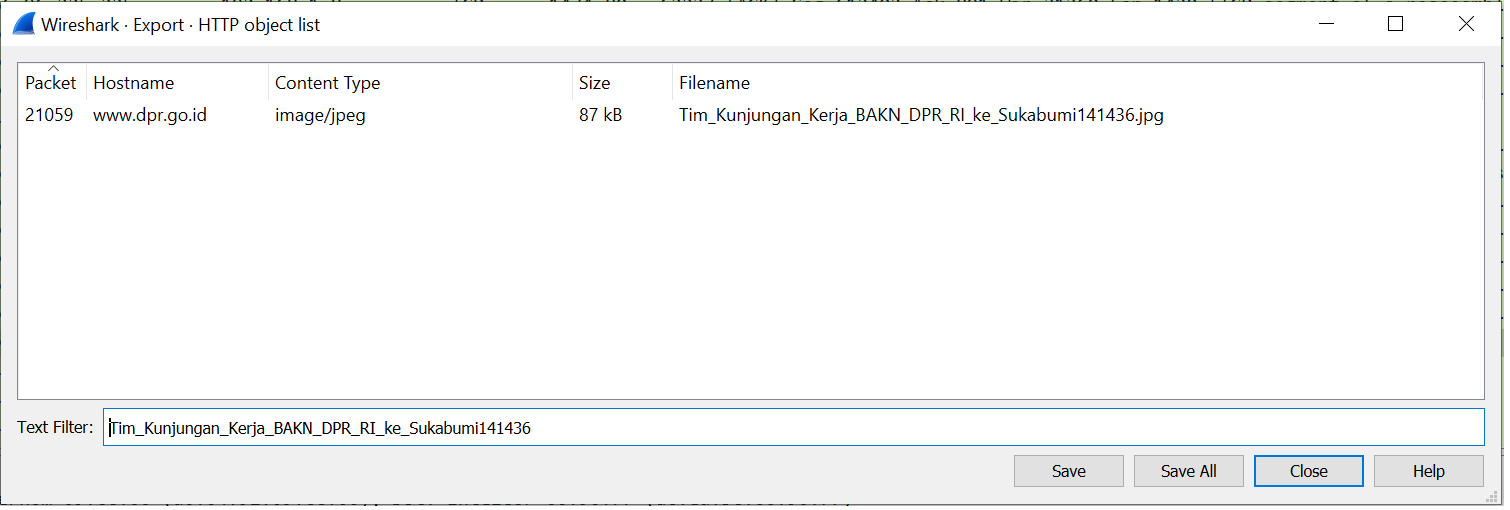 Wireshark · Export · HTTP object list
Packet Hostname Content Type Size Filename
21059 www.dpr.go.id image/jpeg 87 kB Tim_Kunjungan_Kerja_BAKN_DPR_RI_ke_Sukabumi141436.jpg
Text Filter: Tim_Kunjungan_Kerja_BAKN_DPR_RI_ke_Sukabumi141436
Save Save All Close Help